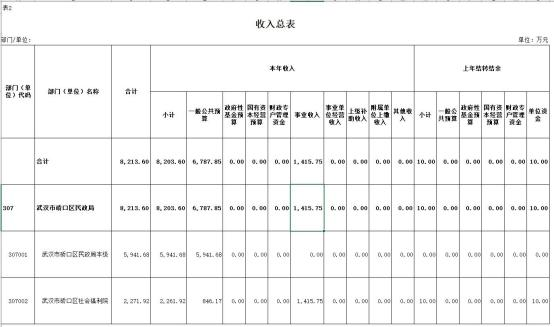 表2
收入总表
部门/单位： 单位：万元
部门（单位）代码 部门（单位）名称 合计 本年收入 上年结转结余
小计 一般公共预算 政府性基金预算 国有资本经营预算 财政专户管理资金 事业收入 事业单位经营收入 上级补助收入 附属单位上缴收入 其他收入 小计 一般公共预算 政府性基金预算 国有资本经营预算 财政专户管理资金 单位资金
合计 8,213.60 8,203.60 6,787.85 0.00 0.00 0.00 1,415.75 0.00 0.00 0.00 0.00 10.00 0.00 0.00 0.00 0.00 10.00
307 武汉市硚口区民政局 8,213.60 8,203.60 6,787.85 0.00 0.00 0.00 1,415.75 0.00 0.00 0.00 0.00 10.00 0.00 0.00 0.00 0.00 10.00
307001 武汉市硚口区民政局本级 5,941.68 5,941.68 5,941.68 0.00 0.00 0.00 0.00 0.00 0.00 0.00 0.00 0.00 0.00 0.00 0.00 0.00 0.00
307002 武汉市硚口区社会福利院 2,271.92 2,261.92 846.17 0.00 0.00 0.00 1,415.75 0.00 0.00 0.00 0.00 10.00 0.00 0.00 0.00 0.00 10.00